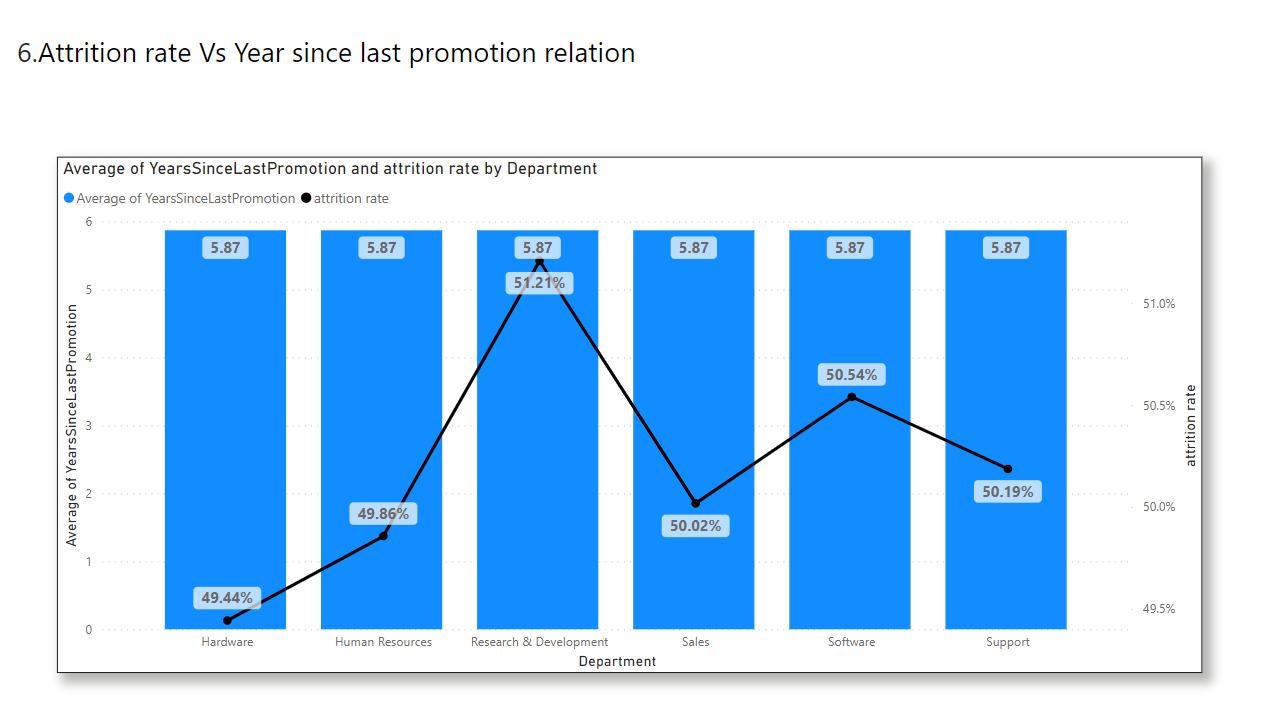 6.Attrition rate Vs Year since last promotion relation
Average of YearsSinceLastPromotion and attrition rate by Department
Average of YearsSinceLastPromotion attrition rate
6
5
4
3
2
1
0
Average of YearsSinceLastPromotion
5.87 5.87 5.87 5.87 5.87 5.87
49.44% 49.86% 51.21% 50.02% 50.54% 50.19%
51.0%
50.5%
50.0%
49.5%
attrition rate
Hardware Human Resources Research & Development Sales Software Support
Department